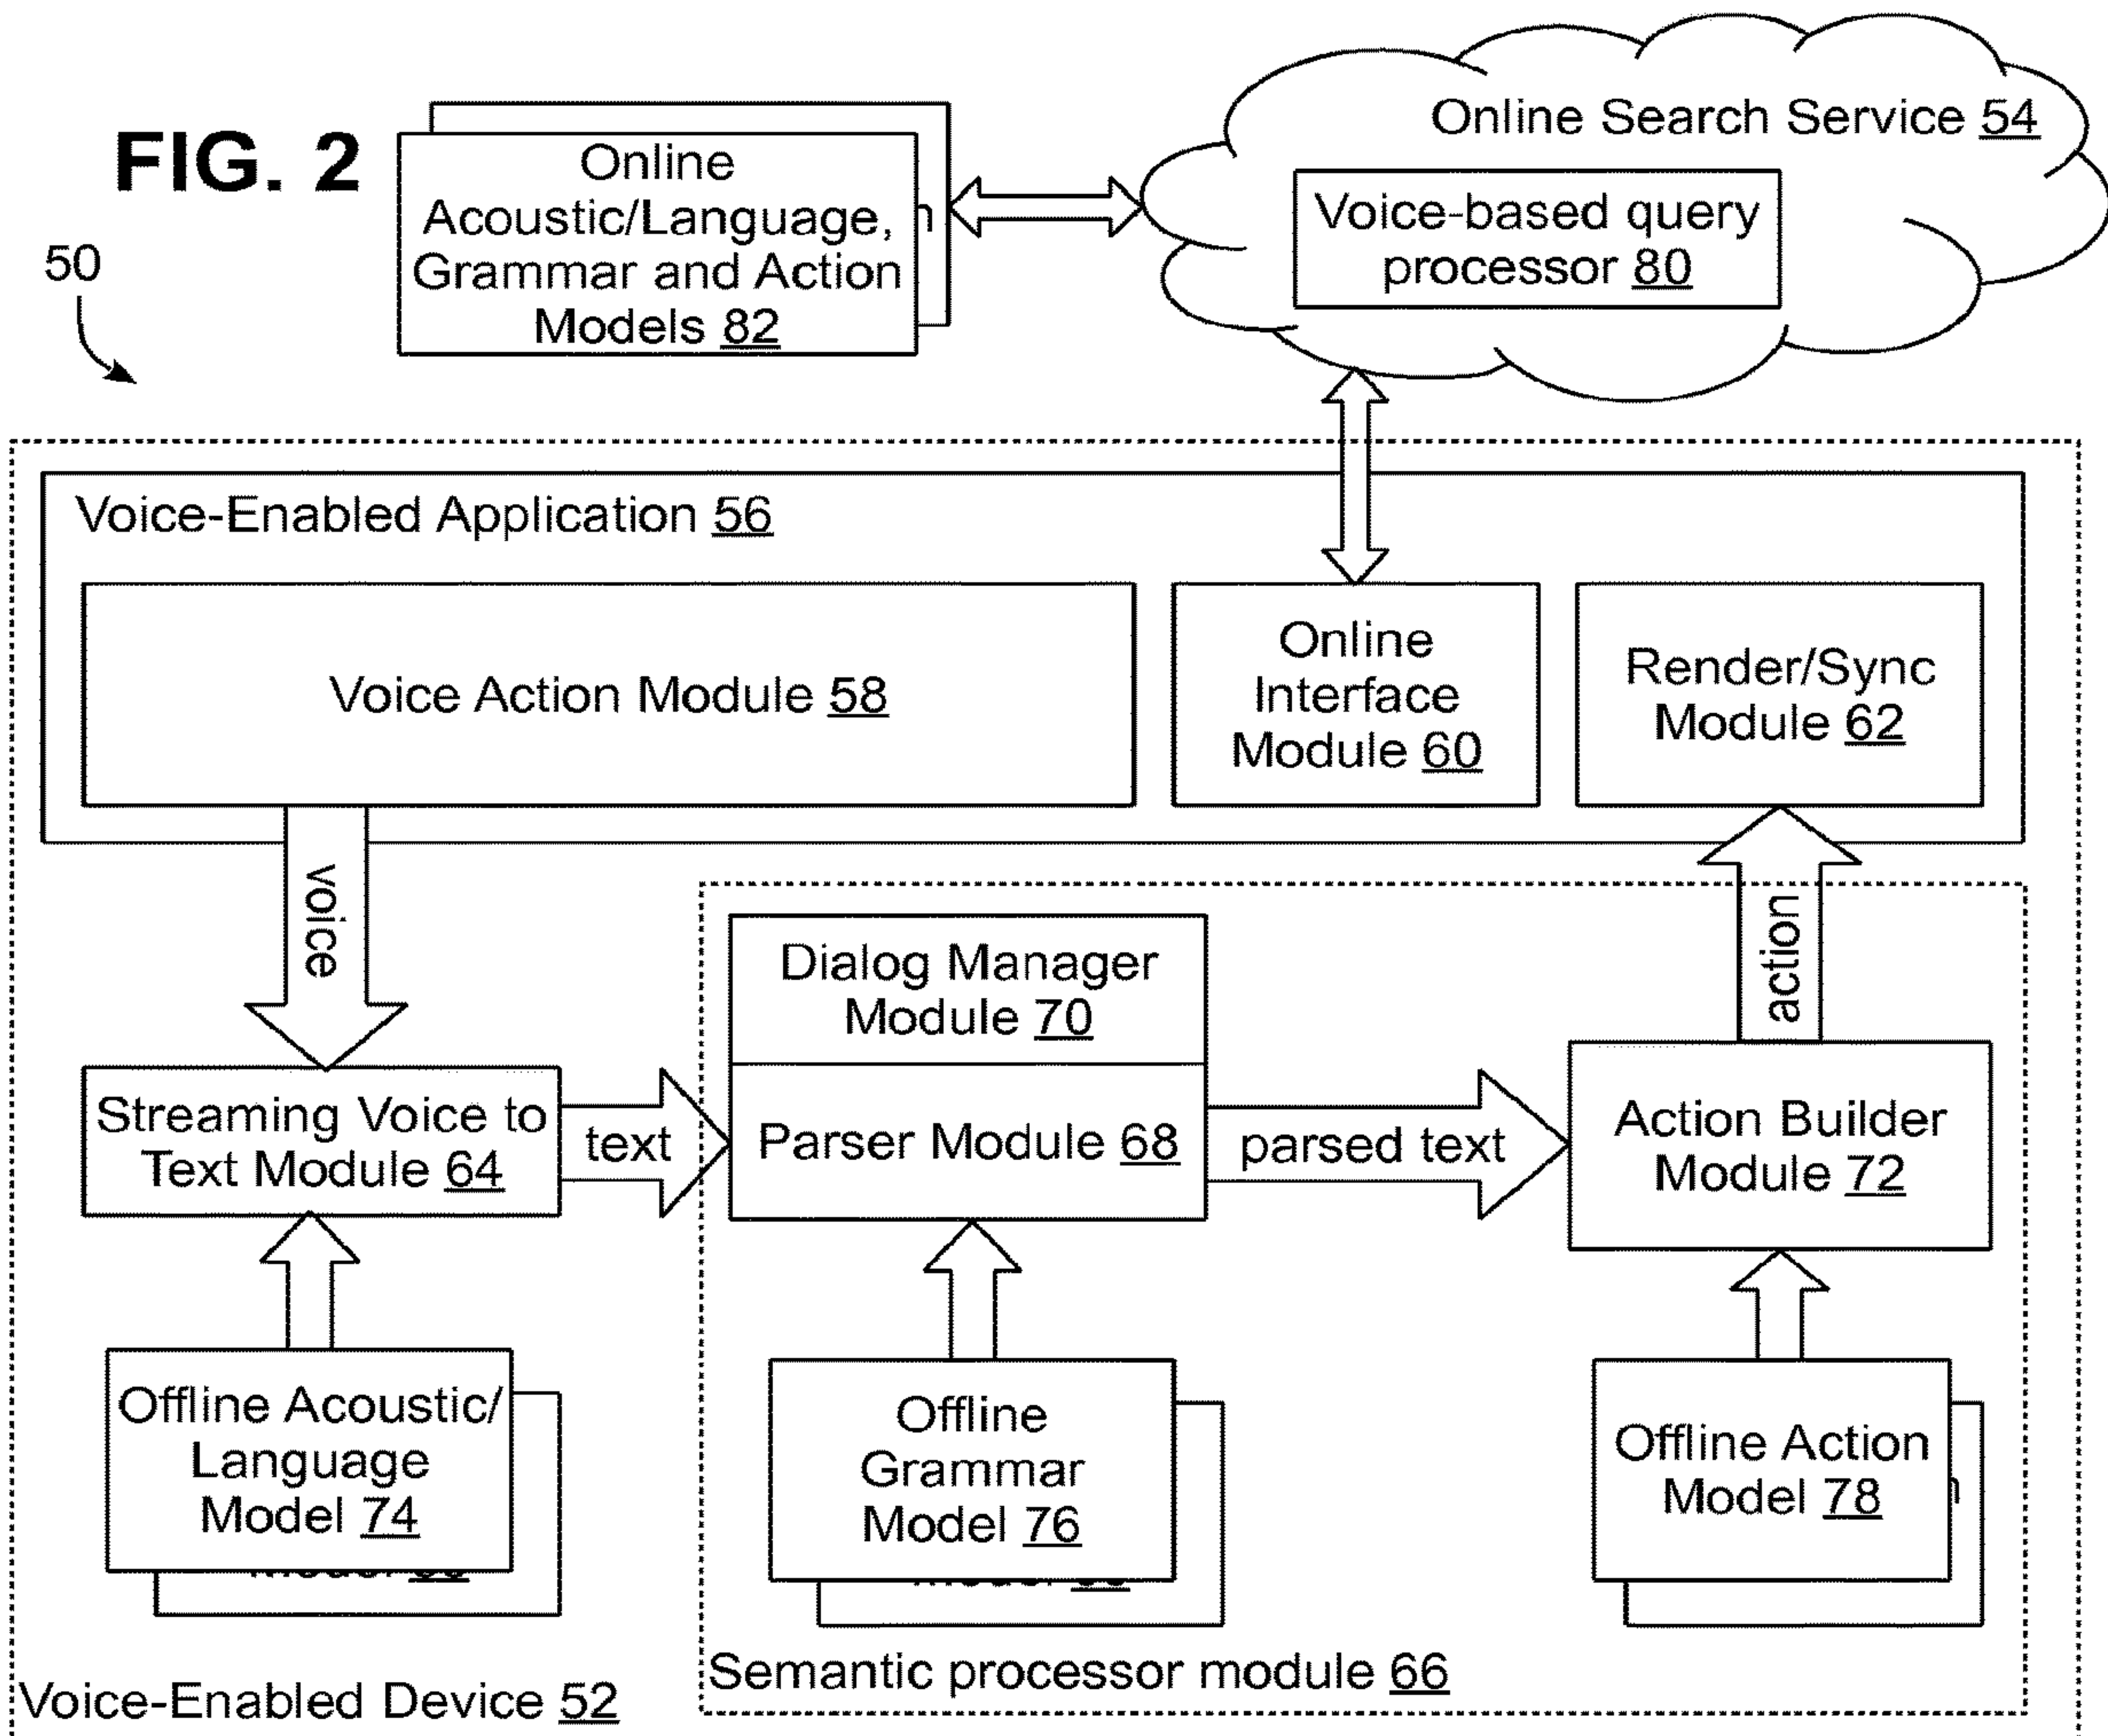 FIG. 2
50
Online
Acoustic/Language,
Grammar and Action
Models 82
Online Search Service 54
Voice-based query
processor 80
Voice-Enabled Application 56
Voice Action Module 58
Online
Interface
Module 60
Render/Sync
Module 62
voice
action
Dialog Manager
Module 70
Streaming Voice to
Text Module 64
text
Parser Module 68
parsed text
Action Builder
Module 72
Offline Acoustic/
Language
Model 74
Offline
Grammar
Model 76
Offline Action
Model 78
Semantic processor module 66
Voice-Enabled Device 52